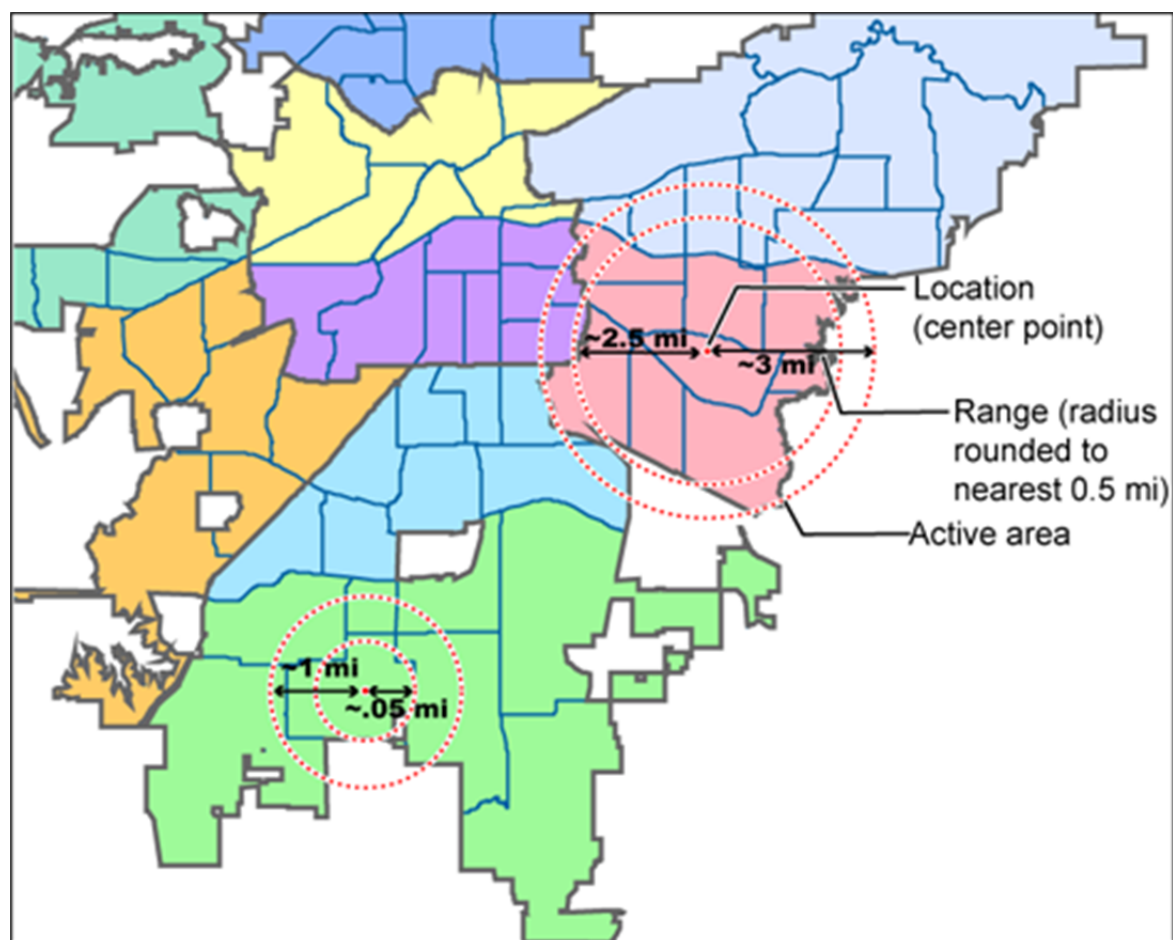 Location
(center point)
~2.5 mi
~3 mi
Range (radius
rounded to
nearest 0.5 mi)
Active area
~1 mi
~.05 mi